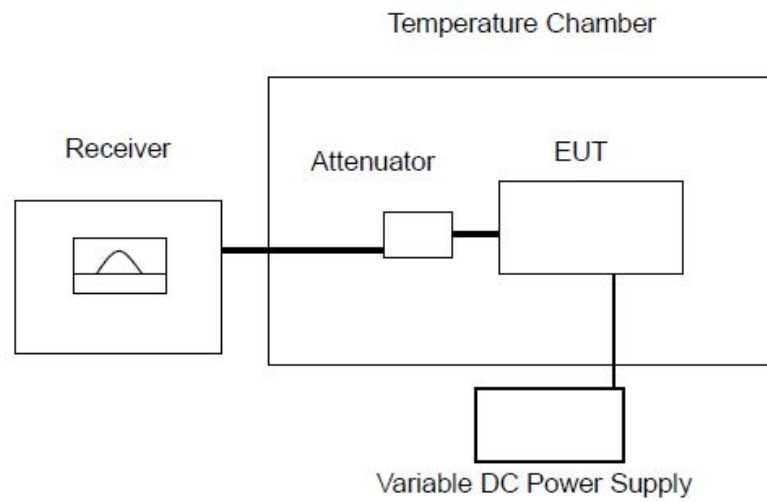 Temperature Chamber
Receiver
Attenuator
EUT
Variable DC Power Supply